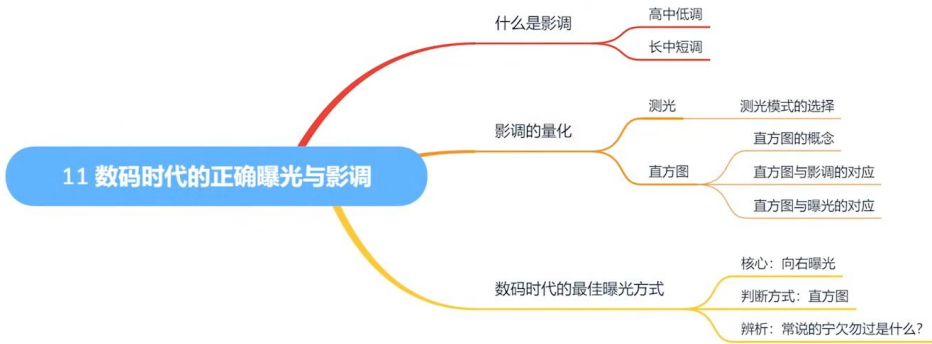 11 数码时代的正确曝光与影调
什么是影调
高中低调
长中短调
影调的量化
测光
测光模式的选择
直方图
直方图的概念
直方图与影调的对应
直方图与曝光的对应
数码时代的最佳曝光方式
核心：向右曝光
判断方式：直方图
辨析：常说的宁欠勿过是什么？